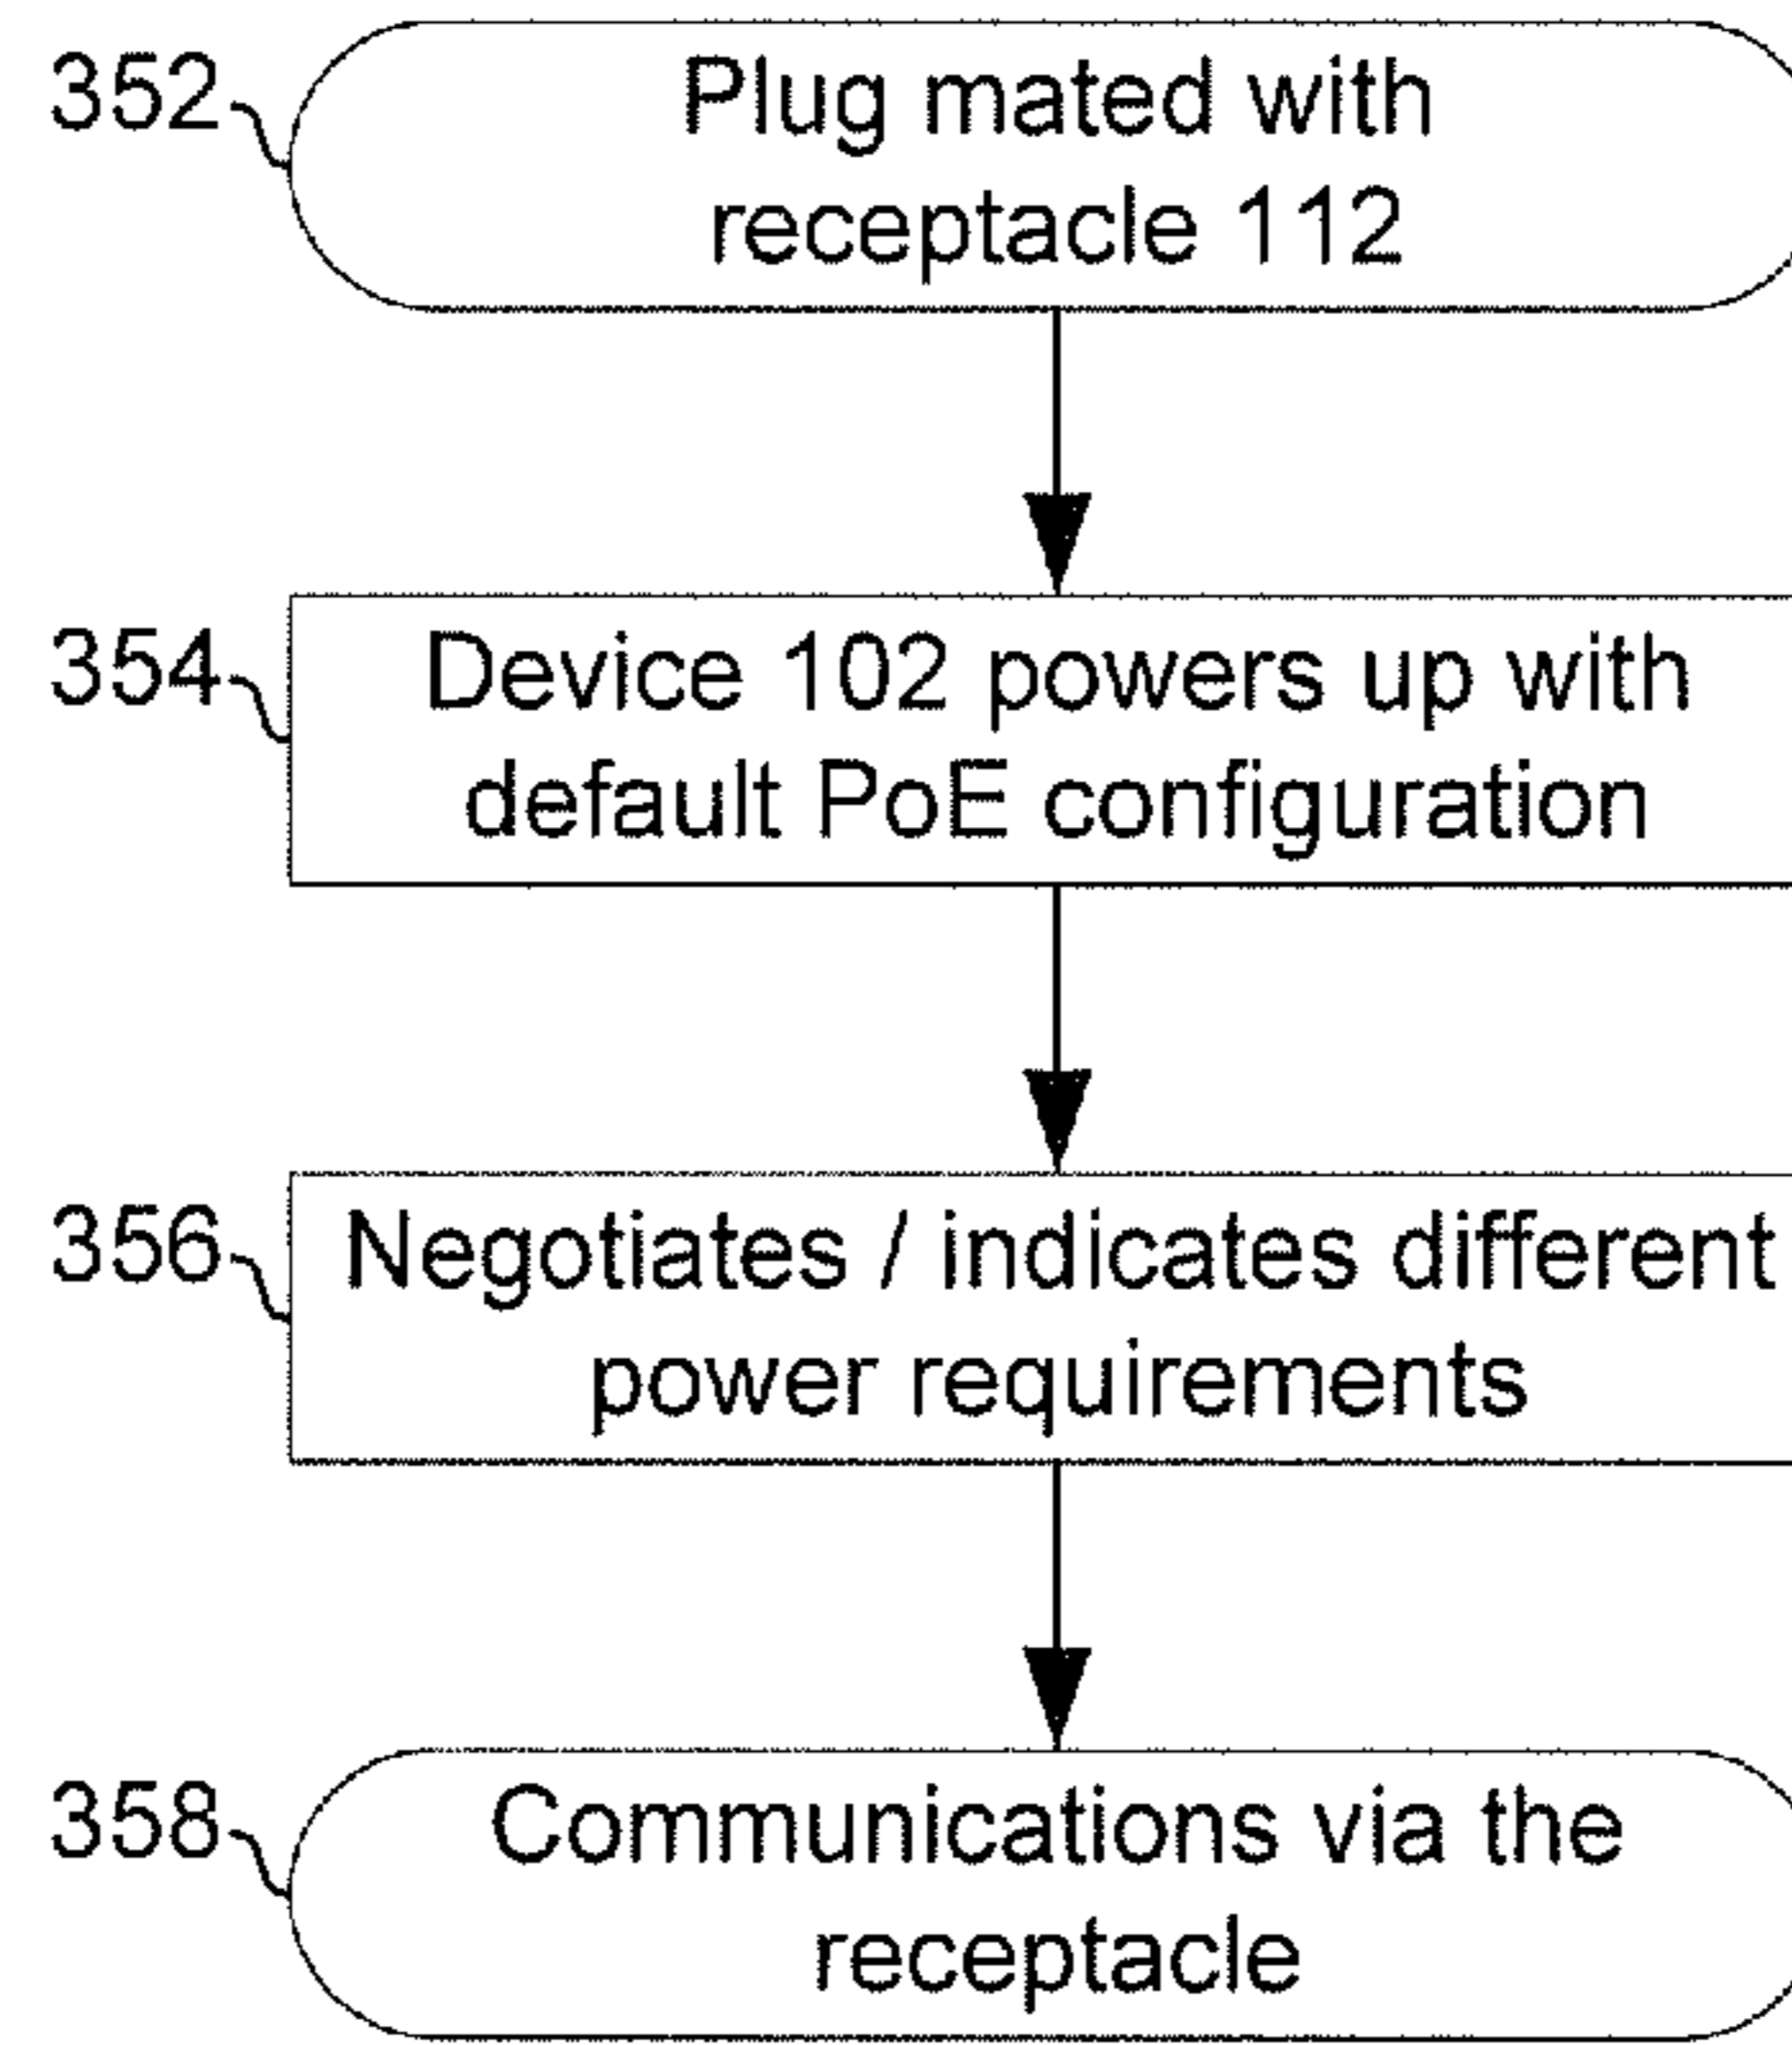 352
Plug mated with
receptacle 112
354
Device 102 powers up with
default PoE configuration
356
Negotiates / indicates different
power requirements
358
Communications via the
receptacle